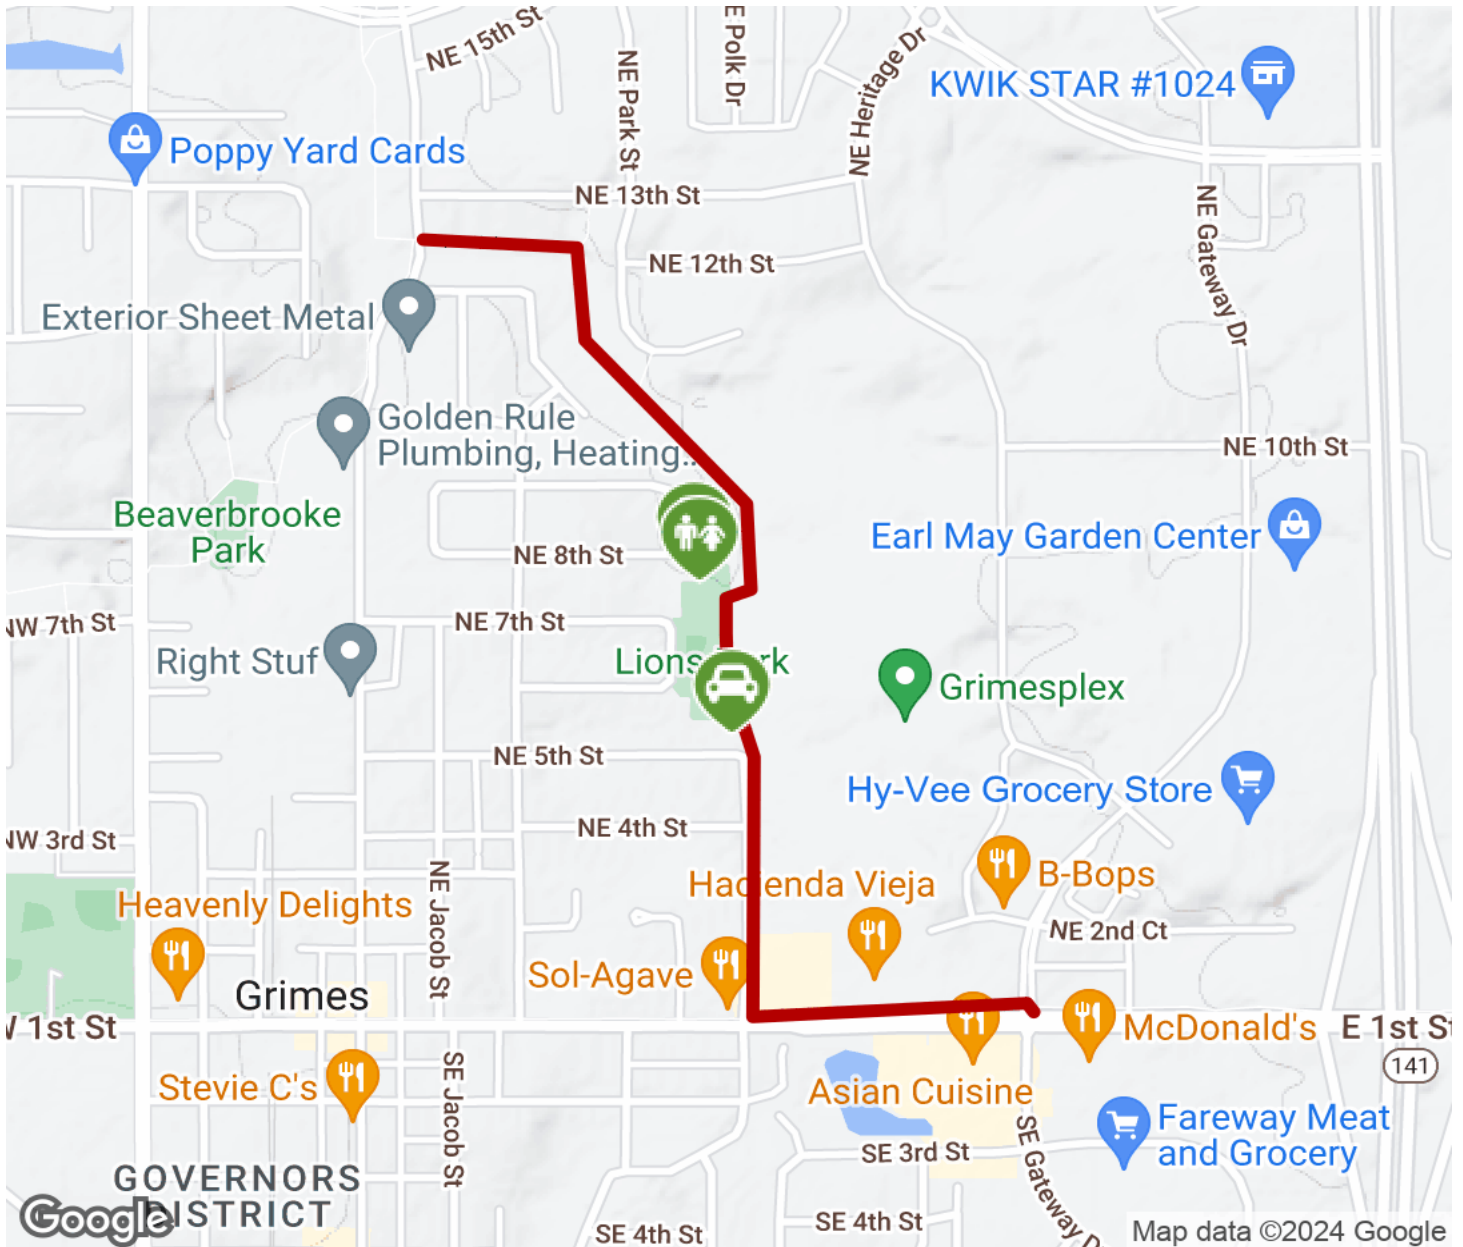 NE 15th St
NE Park St
E Polk Dr
NE Heritage Dr
KWIK STAR #1024
Poppy Yard Cards
NE 13th St
NE Gateway Dr
NE 12th St
Exterior Sheet Metal
Golden Rule
Plumbing, Heating...
NE 10th St
Beaverbrooke
Park
NE 8th St
Earl May Garden Center
NW 7th St
NE 7th St
Right Stuf
Lions Park
Grimesplex
NE 5th St
Hy-Vee Grocery Store
NW 3rd St
NE 4th St
NE Jacob St
Hacienda Vieja
B-Bops
Heavenly Delights
NE 2nd Ct
Sol-Agave
Grimes
W 1st St
McDonald's
E 1st St
141
SE Jacob St
Stevie C's
Asian Cuisine
Fareway Meat
and Grocery
SE 3rd St
SE Gateway Dr
GOVERNORS
DISTRICT
Google
SE 4th St
SE 4th St
Map data ©2024 Google